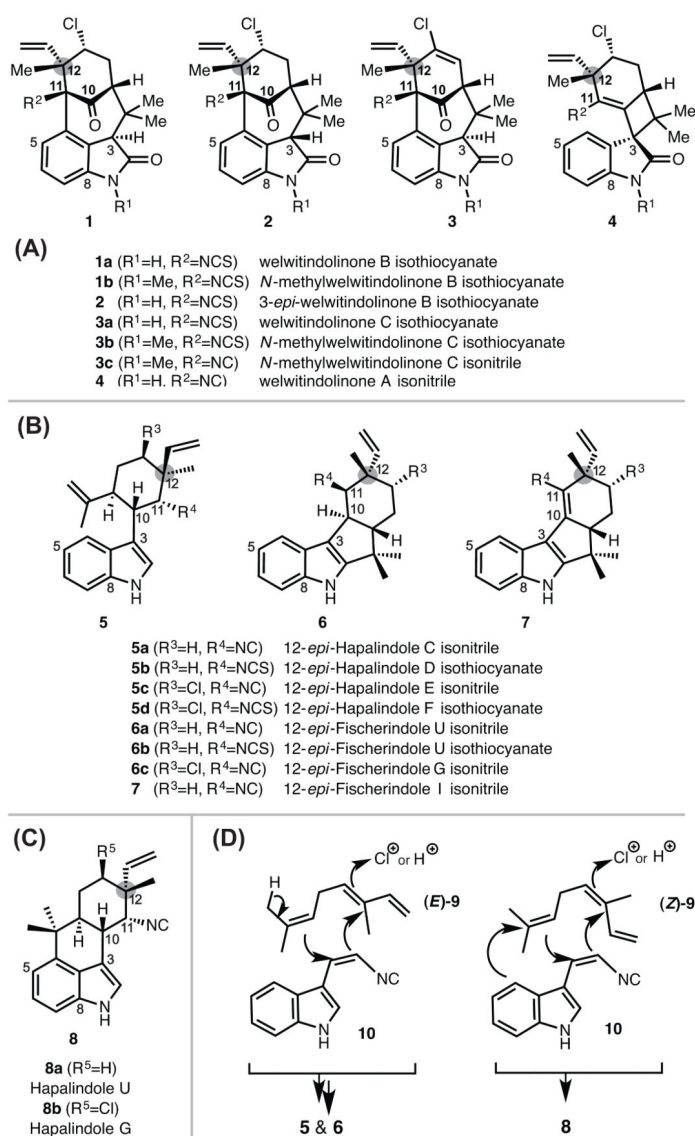 Cl Cl Cl Cl
Me 12 11 R² 10 H Me Me O 5 3 H O 8 N R¹
Me 12 11 R² 10 H Me Me O 5 3 H O 8 N R¹
Me 12 11 R² 10 H Me Me O 5 3 H O 8 N R¹
Me 12 11 R² H Me Me 5 3 O 8 N R¹
1 2 3 4
(A)
1a (R¹=H, R²=NCS) welwitindolinone B isothiocyanate
1b (R¹=Me, R²=NCS) N-methylwelwitindolinone B isothiocyanate
2 (R¹=H, R²=NCS) 3-epi-welwitindolinone B isothiocyanate
3a (R¹=H, R²=NCS) welwitindolinone C isothiocyanate
3b (R¹=Me, R²=NCS) N-methylwelwitindolinone C isothiocyanate
3c (R¹=Me, R²=NC) N-methylwelwitindolinone C isonitrile
4 (R¹=H, R²=NC) welwitindolinone A isonitrile
(B)
R³ 12 H H 10 11 R⁴ 3 5 8 N H
R⁴ 12 R³ 11 H 10 3 H 5 8 N H
R⁴ 12 R³ 11 10 3 H 5 8 N H
5 6 7
5a (R³=H, R⁴=NC) 12-epi-Hapalindole C isonitrile
5b (R³=H, R⁴=NCS) 12-epi-Hapalindole D isothiocyanate
5c (R³=Cl, R⁴=NC) 12-epi-Hapalindole E isonitrile
5d (R³=Cl, R⁴=NCS) 12-epi-Hapalindole F isothiocyanate
6a (R³=H, R⁴=NC) 12-epi-Fischerindole U isonitrile
6b (R³=H, R⁴=NCS) 12-epi-Fischerindole U isothiocyanate
6c (R³=Cl, R⁴=NC) 12-epi-Fischerindole G isonitrile
7 (R³=H, R⁴=NC) 12-epi-Fischerindole I isonitrile
(C)
R⁵
12
H H 11 NC
10
3
5
8
N
H
8
8a (R⁵=H)
Hapalindole U
8b (R⁵=Cl)
Hapalindole G
(D)
Cl⊕ or H⊕
H
(E)-9
NC
N
H
10
5 & 6
Cl⊕ or H⊕
(Z)-9
NC
N
H
10
8